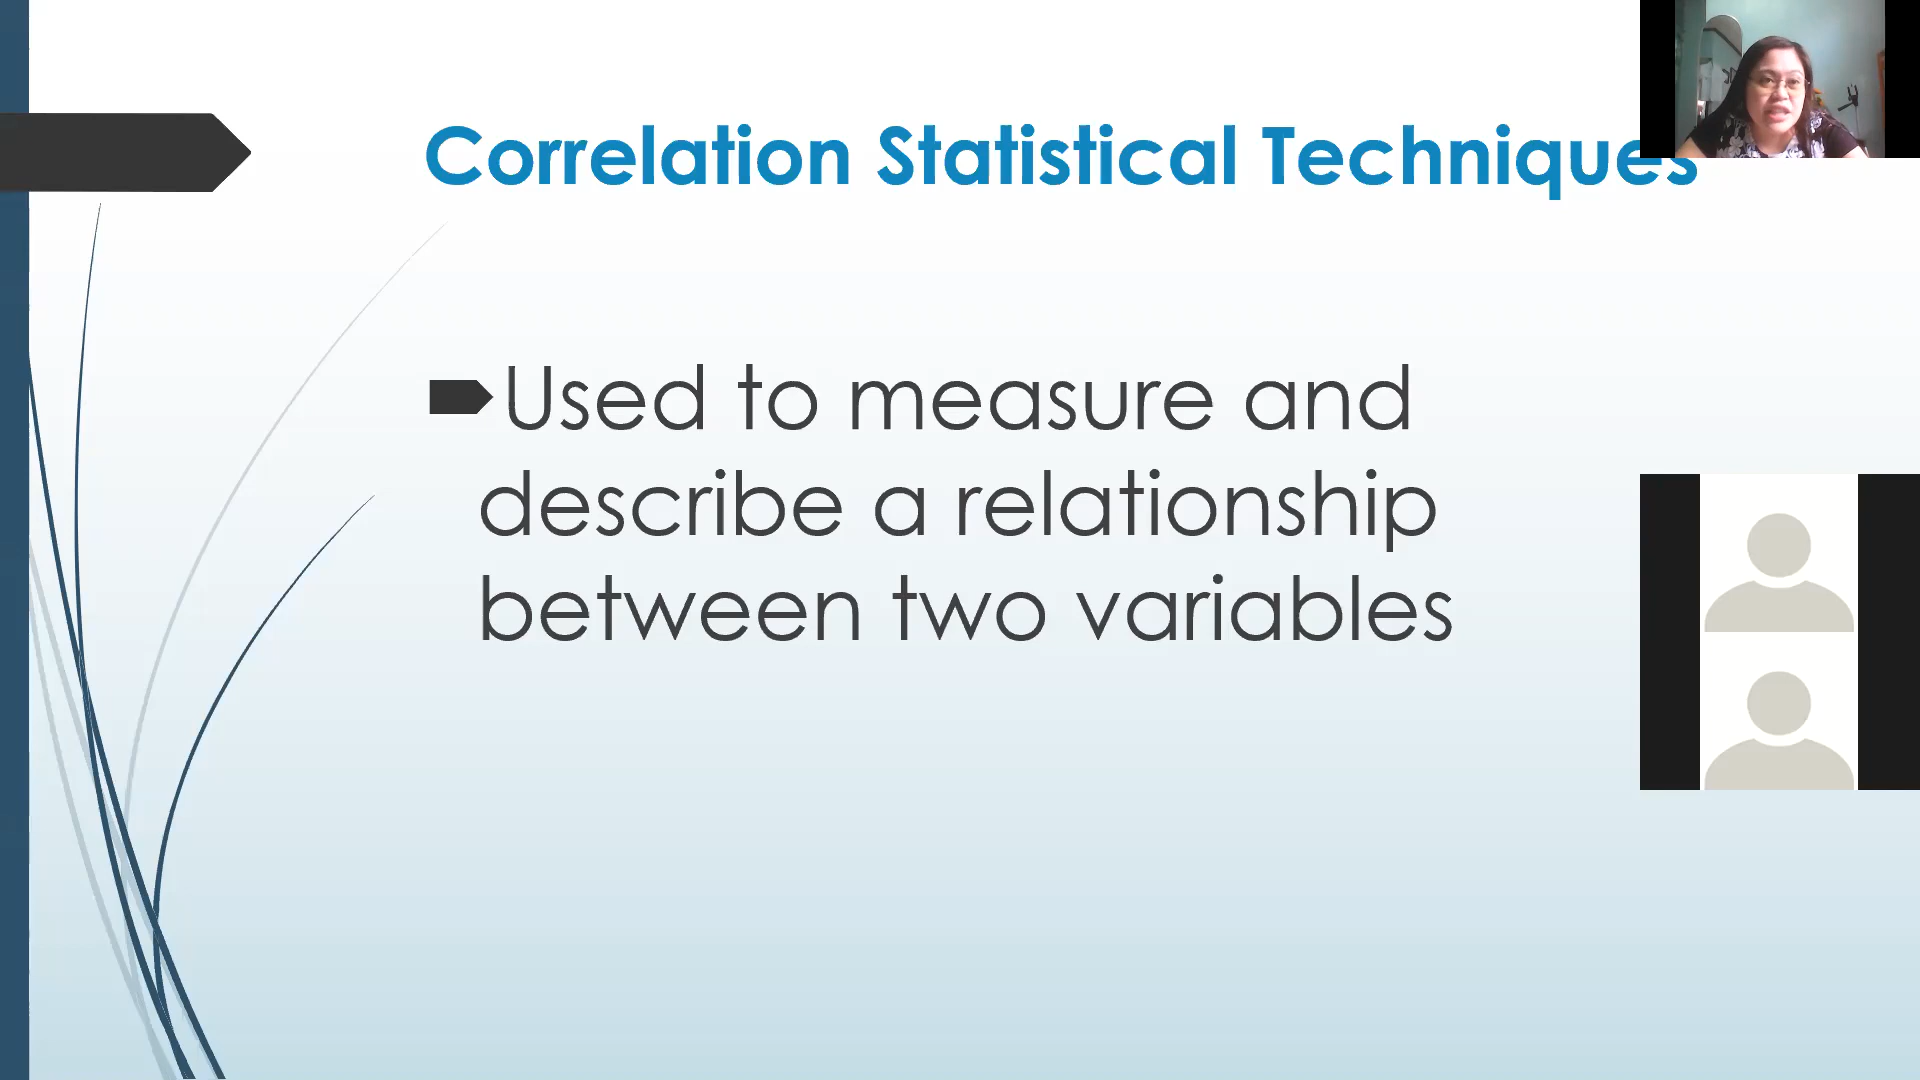 Correlation Statistical Techniques
Used to measure and
describe a relationship
between two variables